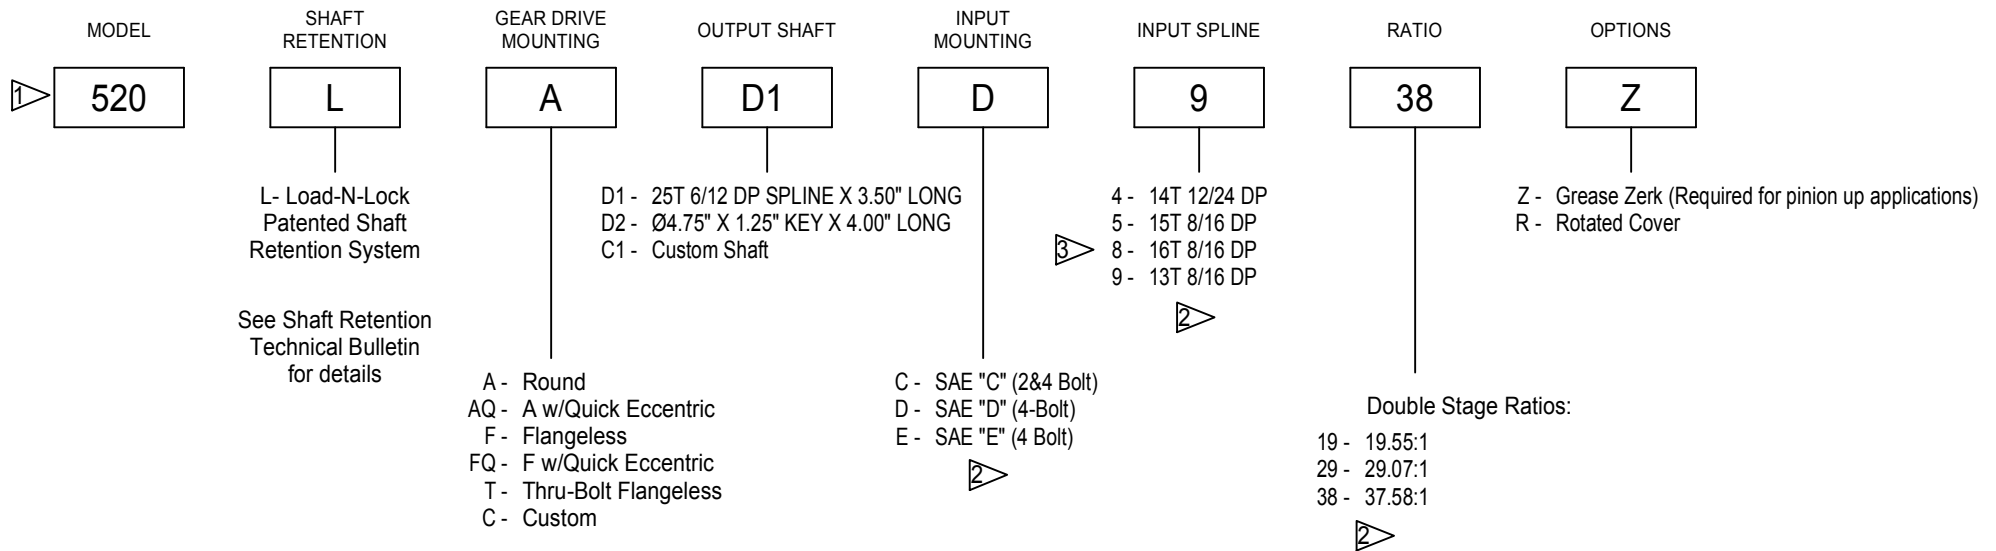 MODEL
SHAFT
RETENTION
GEAR DRIVE
MOUNTING
OUTPUT SHAFT
INPUT
MOUNTING
INPUT SPLINE
RATIO
OPTIONS
1
520
L
A
D1
D
9
38
Z
L- Load-N-Lock
Patented Shaft
Retention System
See Shaft Retention
Technical Bulletin
for details
A - Round
AQ - A w/Quick Eccentric
F - Flangeless
FQ - F w/Quick Eccentric
T - Thru-Bolt Flangeless
C - Custom
D1 - 25T 6/12 DP SPLINE X 3.50" LONG
D2 - Ø4.75" X 1.25" KEY X 4.00" LONG
C1 - Custom Shaft
C - SAE "C" (2&4 Bolt)
D - SAE "D" (4-Bolt)
E - SAE "E" (4 Bolt)
2
4 - 14T 12/24 DP
5 - 15T 8/16 DP
3
8 - 16T 8/16 DP
9 - 13T 8/16 DP
2
Double Stage Ratios:
19 - 19.55:1
29 - 29.07:1
38 - 37.58:1
2
Z - Grease Zerk (Required for pinion up applications)
R - Rotated Cover